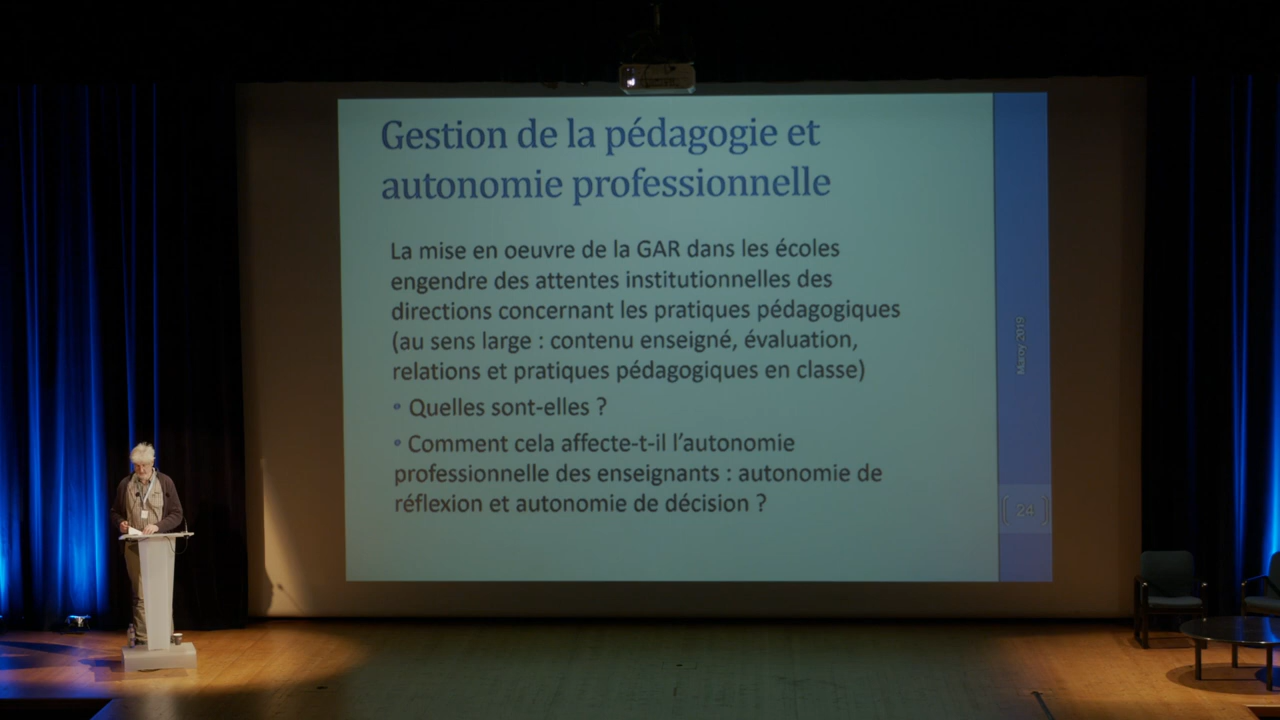 Gestion de la pédagogie et
autonomie professionnelle
La mise en oeuvre de la GAR dans les écoles
engendre des attentes institutionnelles des
directions concernant les pratiques pédagogiques
(au sens large : contenu enseigné, évaluation,
relations et pratiques pédagogiques en classe)
• Quelles sont-elles ?
• Comment cela affecte-t-il l'autonomie
professionnelle des enseignants : autonomie de
réflexion et autonomie de décision ?
Maroy 2019
24